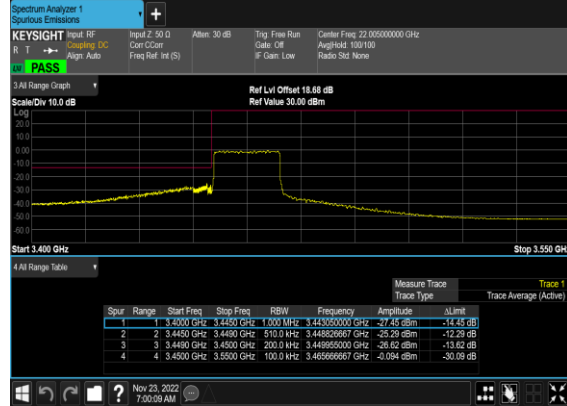 Spectrum Analyzer 1
Spurious Emissions
KEYSIGHT Input: RF Input Z: 50 Ω Atten: 30 dB Trig: Free Run Center Freq: 22.005000000 GHz
R T Coupling: DC Corr CCorr Gate: Off Avg|Hold: 100/100
Align: Auto Freq Ref: Int (S) IF Gain: Low Radio Std: None
PASS
3 All Range Graph
Ref Lvl Offset 18.68 dB
Scale/Div 10.0 dB Ref Value 30.00 dBm
Log
20.0
10.0
0.00
-10.0
-20.0
-30.0
-40.0
-50.0
-60.0
Start 3.400 GHz Stop 3.550 GHz
4 All Range Table
Measure Trace Trace 1
Trace Type Trace Average (Active)
Spur Range Start Freq Stop Freq RBW Frequency Amplitude ΔLimit
1 1 3.4000 GHz 3.4450 GHz 1.000 MHz 3.443050000 GHz -27.45 dBm -14.45 dB
2 2 3.4450 GHz 3.4490 GHz 510.0 kHz 3.448826667 GHz -25.29 dBm -12.29 dB
3 3 3.4490 GHz 3.4500 GHz 200.0 kHz 3.449955000 GHz -26.62 dBm -13.62 dB
4 4 3.4500 GHz 3.5500 GHz 100.0 kHz 3.465666667 GHz -0.094 dBm -30.09 dB
? Nov 23, 2022
7:00:09 AM